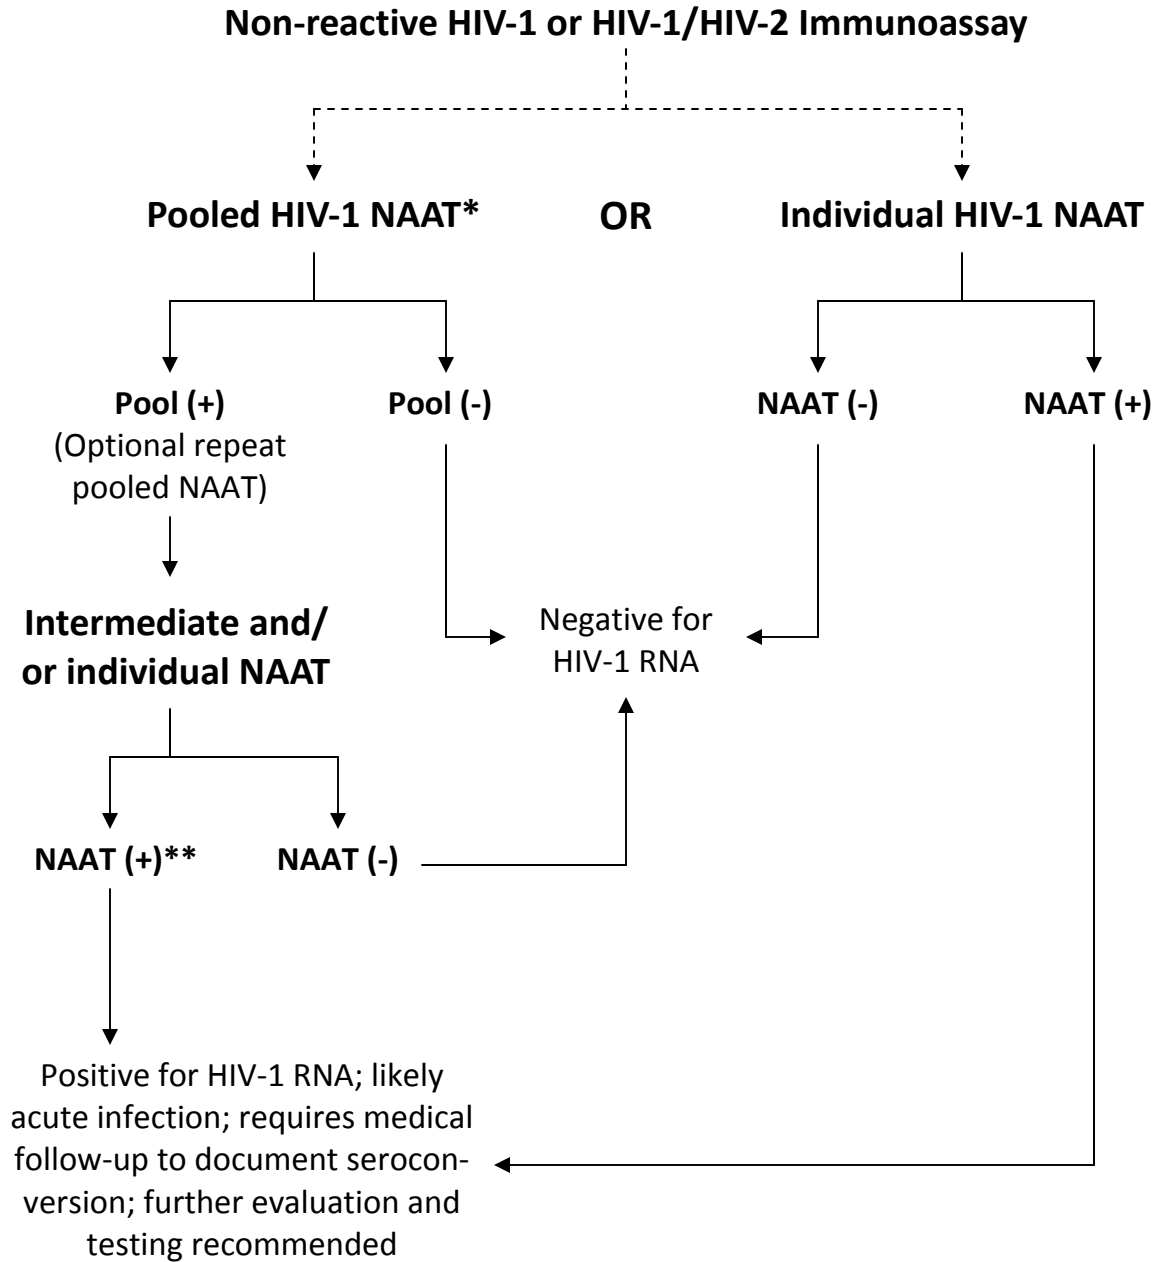 Non-reactive HIV-1 or HIV-1/HIV-2 Immunoassay
Pooled HIV-1 NAAT*
OR
Individual HIV-1 NAAT
Pool (+)
(Optional repeat
pooled NAAT)
Pool (-)
NAAT (-)
NAAT (+)
Intermediate and/
or individual NAAT
Negative for
HIV-1 RNA
NAAT (+)**
NAAT (-)
Positive for HIV-1 RNA; likely
acute infection; requires medical
follow-up to document serocon-
version; further evaluation and
testing recommended